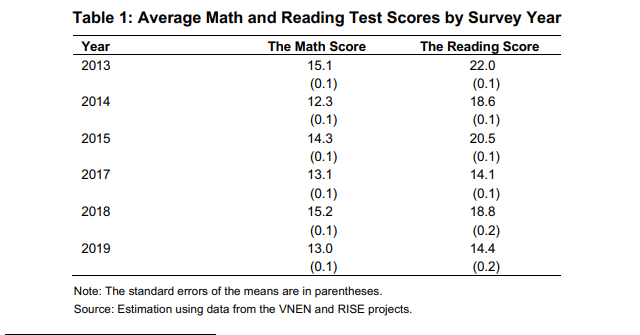 Table 1: Average Math and Reading Test Scores by Survey Year
Year The Math Score The Reading Score
2013 15.1 22.0
(0.1) (0.1)
2014 12.3 18.6
(0.1) (0.1)
2015 14.3 20.5
(0.1) (0.1)
2017 13.1 14.1
(0.1) (0.1)
2018 15.2 18.8
(0.1) (0.2)
2019 13.0 14.4
(0.1) (0.2)
Note: The standard errors of the means are in parentheses.
Source: Estimation using data from the VNEN and RISE projects.